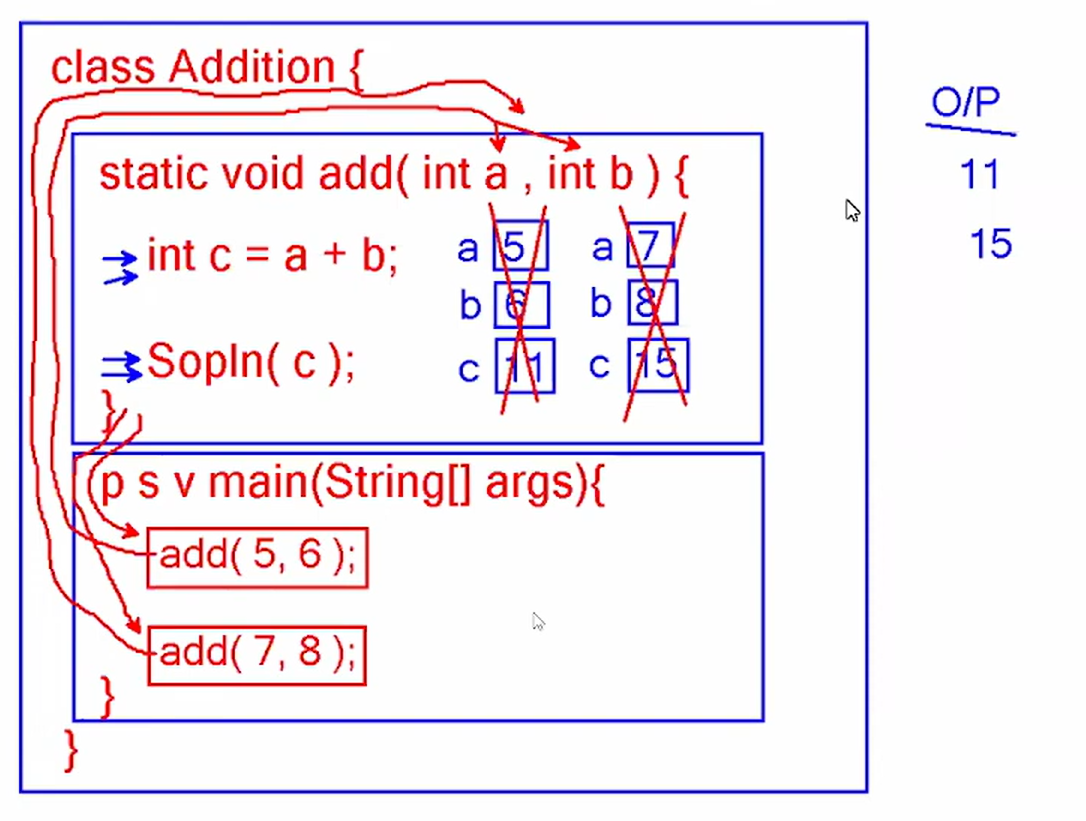 class Addition {
static void add( int a , int b ) {
int c = a + b;
Sopln( c );
}
a 5
b 6
c 11
a 7
b 8
c 15
p s v main(String[] args){
add( 5, 6 );
add( 7, 8 );
}
}
O/P
11
15